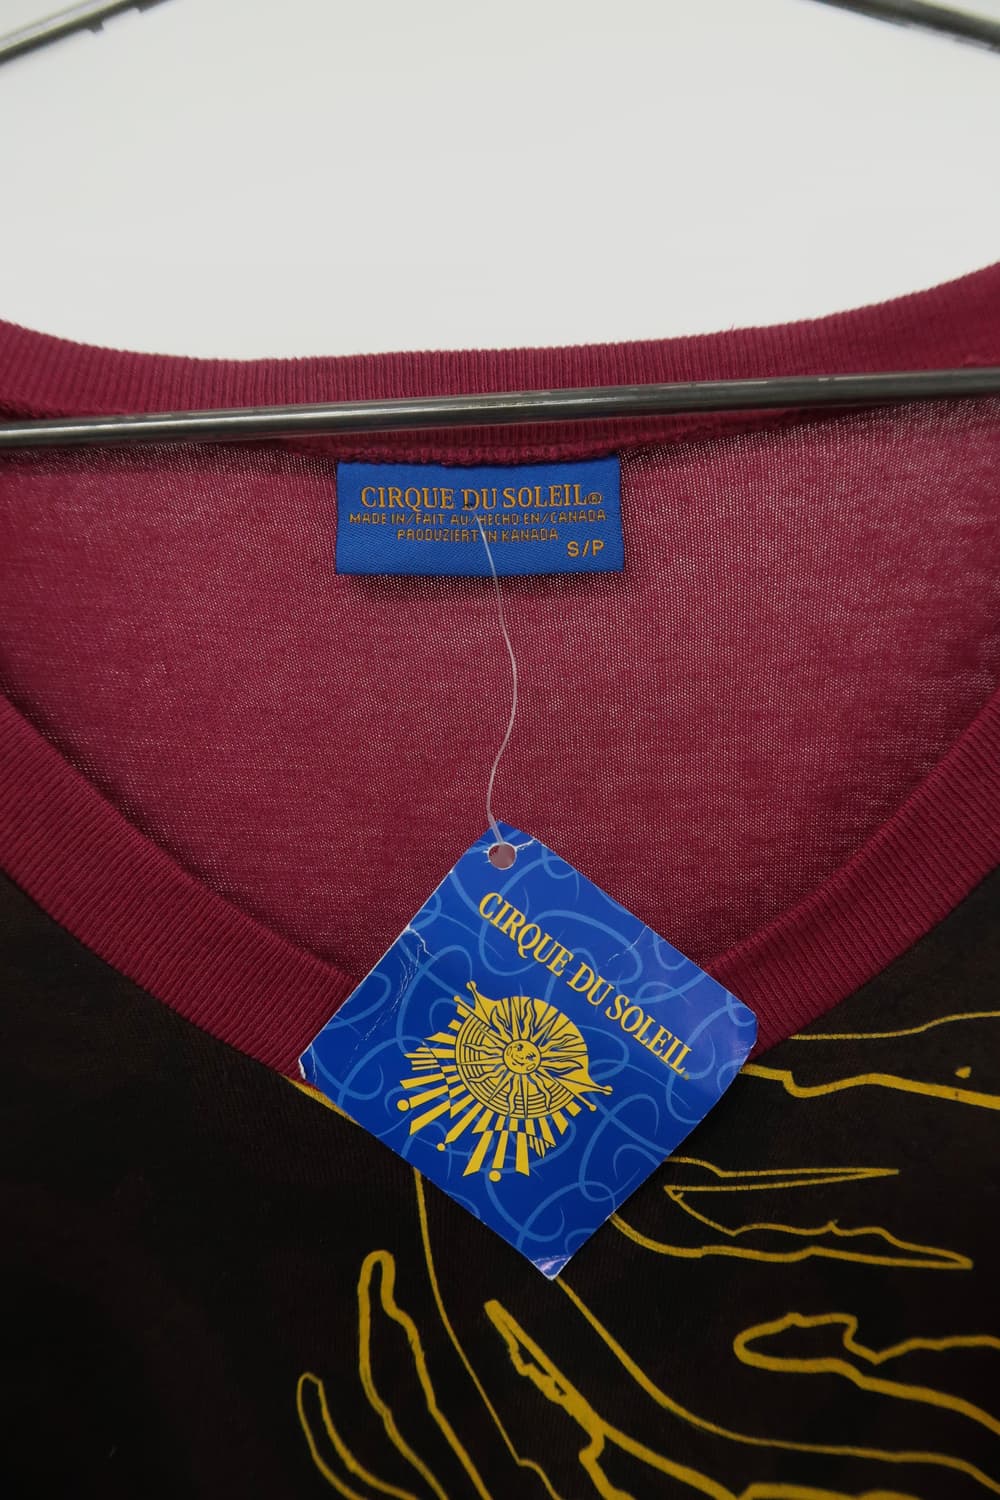 CIRQUE DU SOLEIL®
MADE IN/FAIT AU/HECHO EN/CANADA
PRODUZIERT IN KANADA
S/P
CIRQUE DU SOLEIL